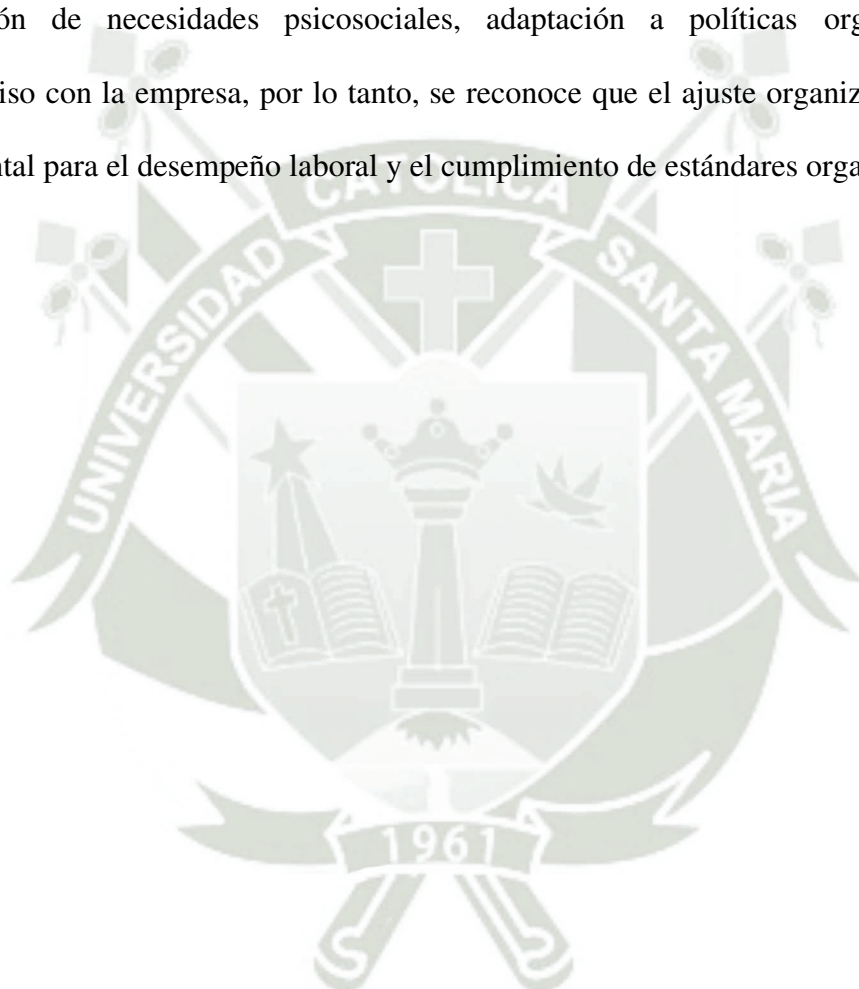 ón de necesidades psicosociales, adaptación a políticas org
iso con la empresa, por lo tanto, se reconoce que el ajuste organiz
ntal para el desempeño laboral y el cumplimiento de estándares orga
CATOLICA
UNIVERSIDAD
SANTA MARIA
1961